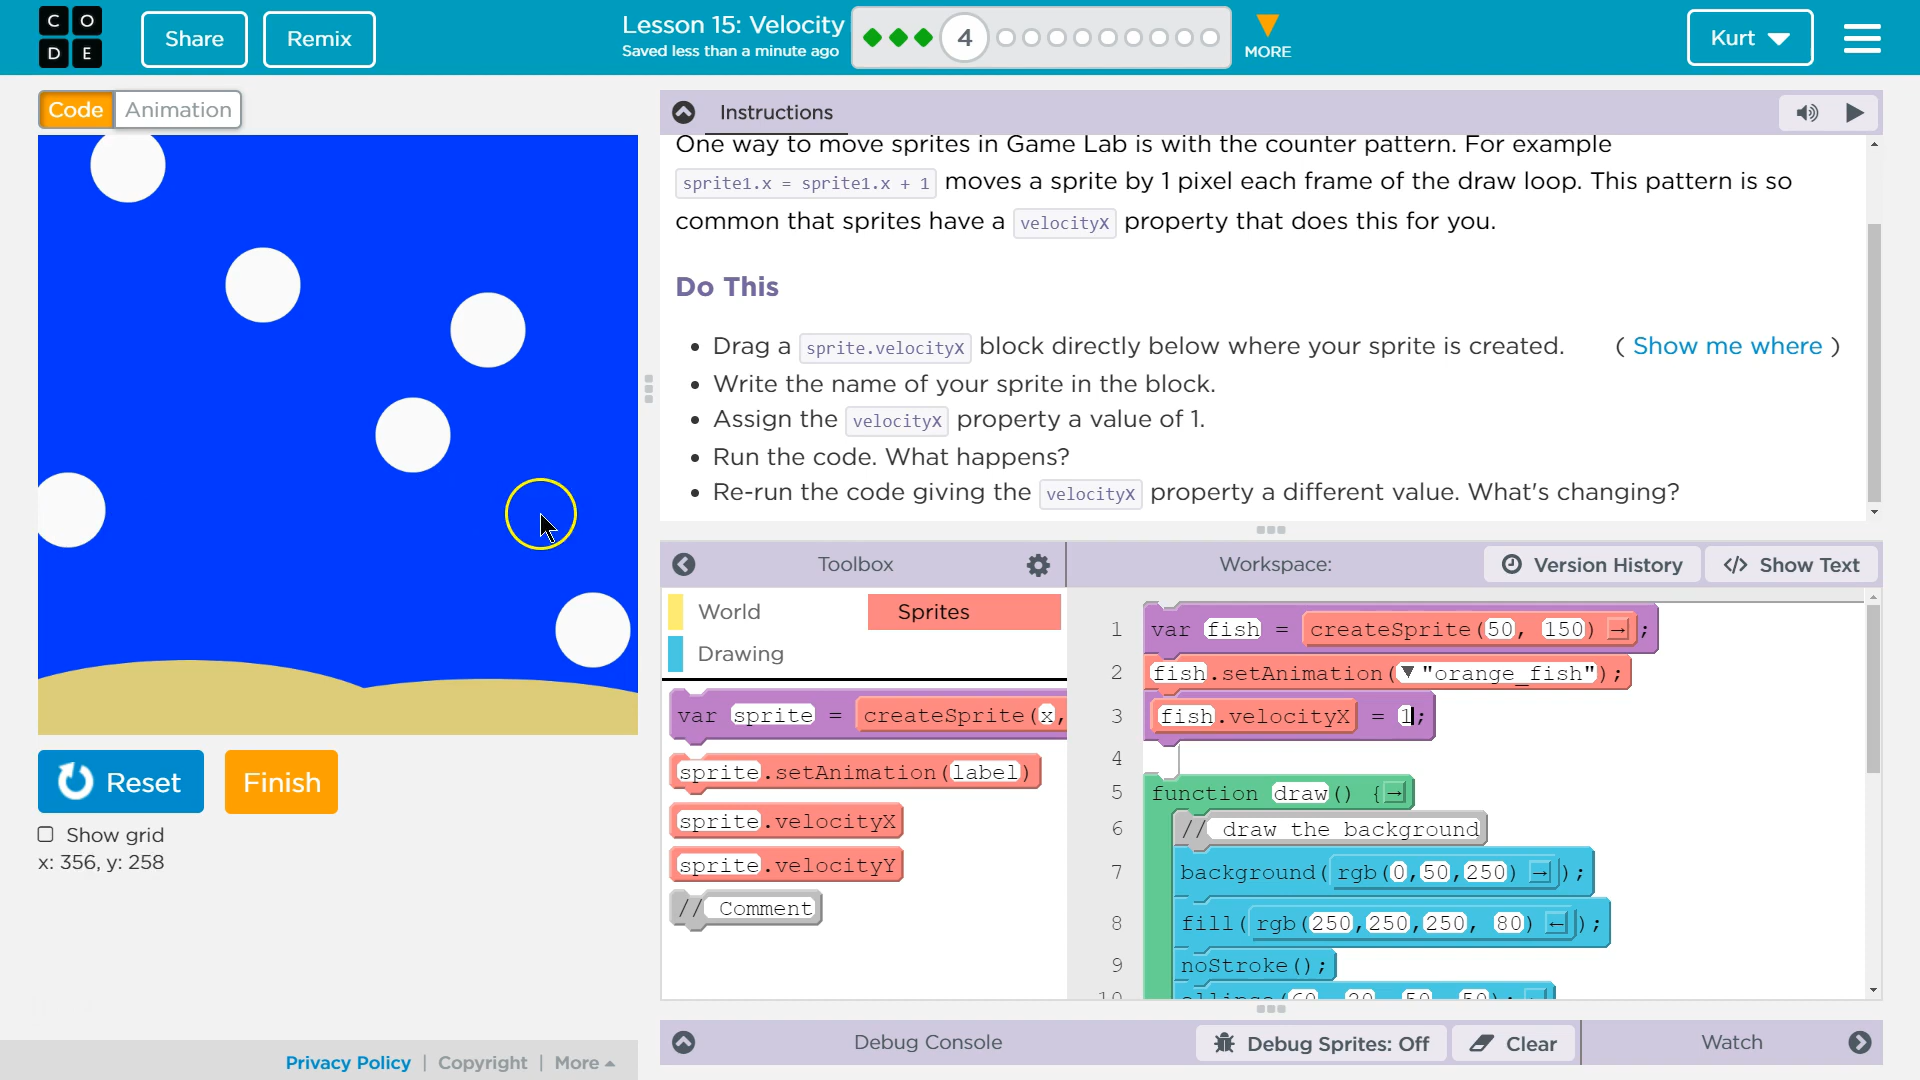 CODE
Share
Remix
Lesson 15: Velocity
Saved less than a minute ago
4
MORE
Kurt
Code
Animation
Instructions
One way to move sprites in Game Lab is with the counter pattern. For example
sprite1.x = sprite1.x + 1 moves a sprite by 1 pixel each frame of the draw loop. This pattern is so
common that sprites have a velocityX property that does this for you.
Do This
• Drag a sprite.velocityX block directly below where your sprite is created. ( Show me where )
• Write the name of your sprite in the block.
• Assign the velocityX property a value of 1.
• Run the code. What happens?
• Re-run the code giving the velocityX property a different value. What's changing?
Toolbox
Workspace:
Version History
</> Show Text
World
Sprites
Drawing
var sprite = createSprite(x,
sprite.setAnimation(label)
sprite.velocityX
sprite.velocityY
// Comment
1 var fish = createSprite(50, 150);
2 fish.setAnimation("orange_fish");
3 fish.velocityX = 1;
4
5 function draw() {
6 // draw the background
7 background(rgb(0,50,250));
8 fill(rgb(250,250,250, 80));
9 noStroke();
10
Reset
Finish
Show grid
x: 356, y: 258
Debug Console
Debug Sprites: Off
Clear
Watch
Privacy Policy | Copyright | More